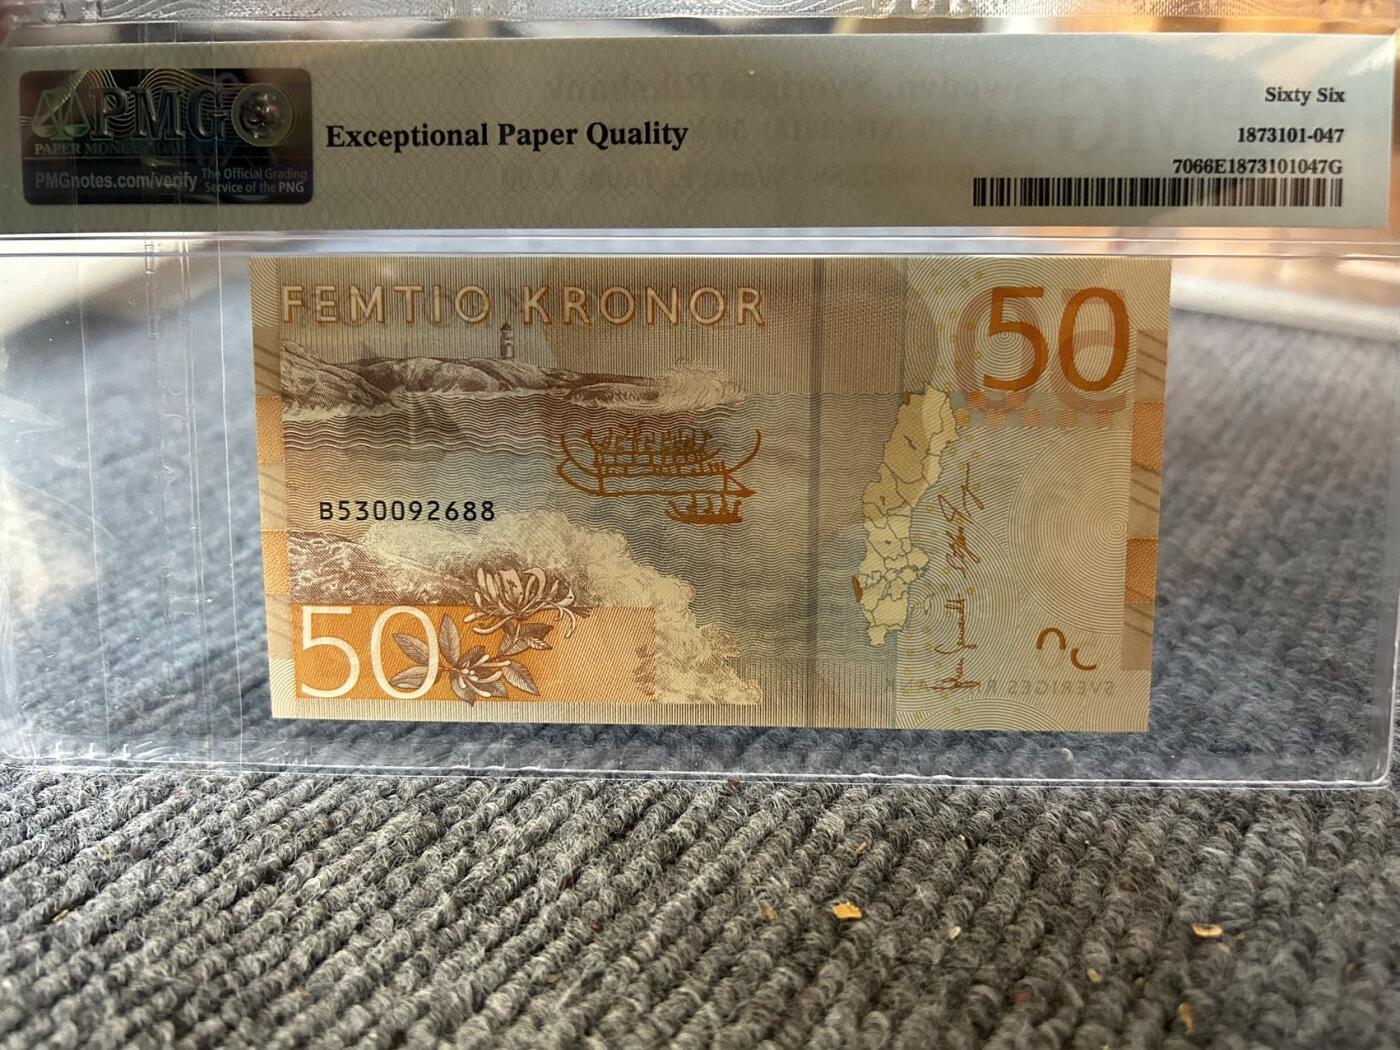 PMG
PAPER MONEY GUARANTY
PMGnotes.com/verify
The Official Grading
Service of the PNG
Exceptional Paper Quality
Sixty Six
1873101-047
7066E1873101047G
FEMTIO KRONOR
50
B530092688
50
SVERIGES RIKSBANK